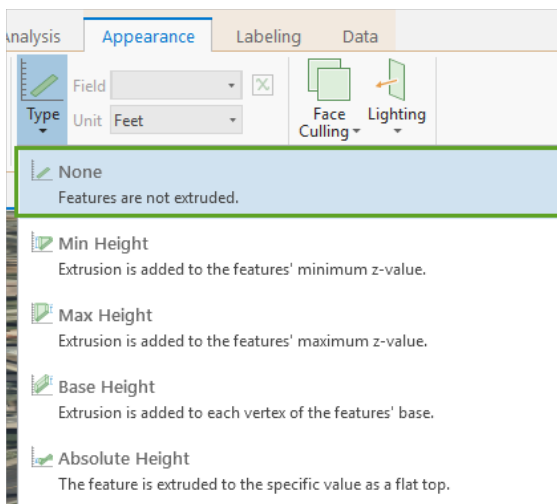 Analysis Appearance Labeling Data
Field
Type Unit Feet Face Culling Lighting
None
Features are not extruded.
Min Height
Extrusion is added to the features' minimum z-value.
Max Height
Extrusion is added to the features' maximum z-value.
Base Height
Extrusion is added to each vertex of the features' base.
Absolute Height
The feature is extruded to the specific value as a flat top.